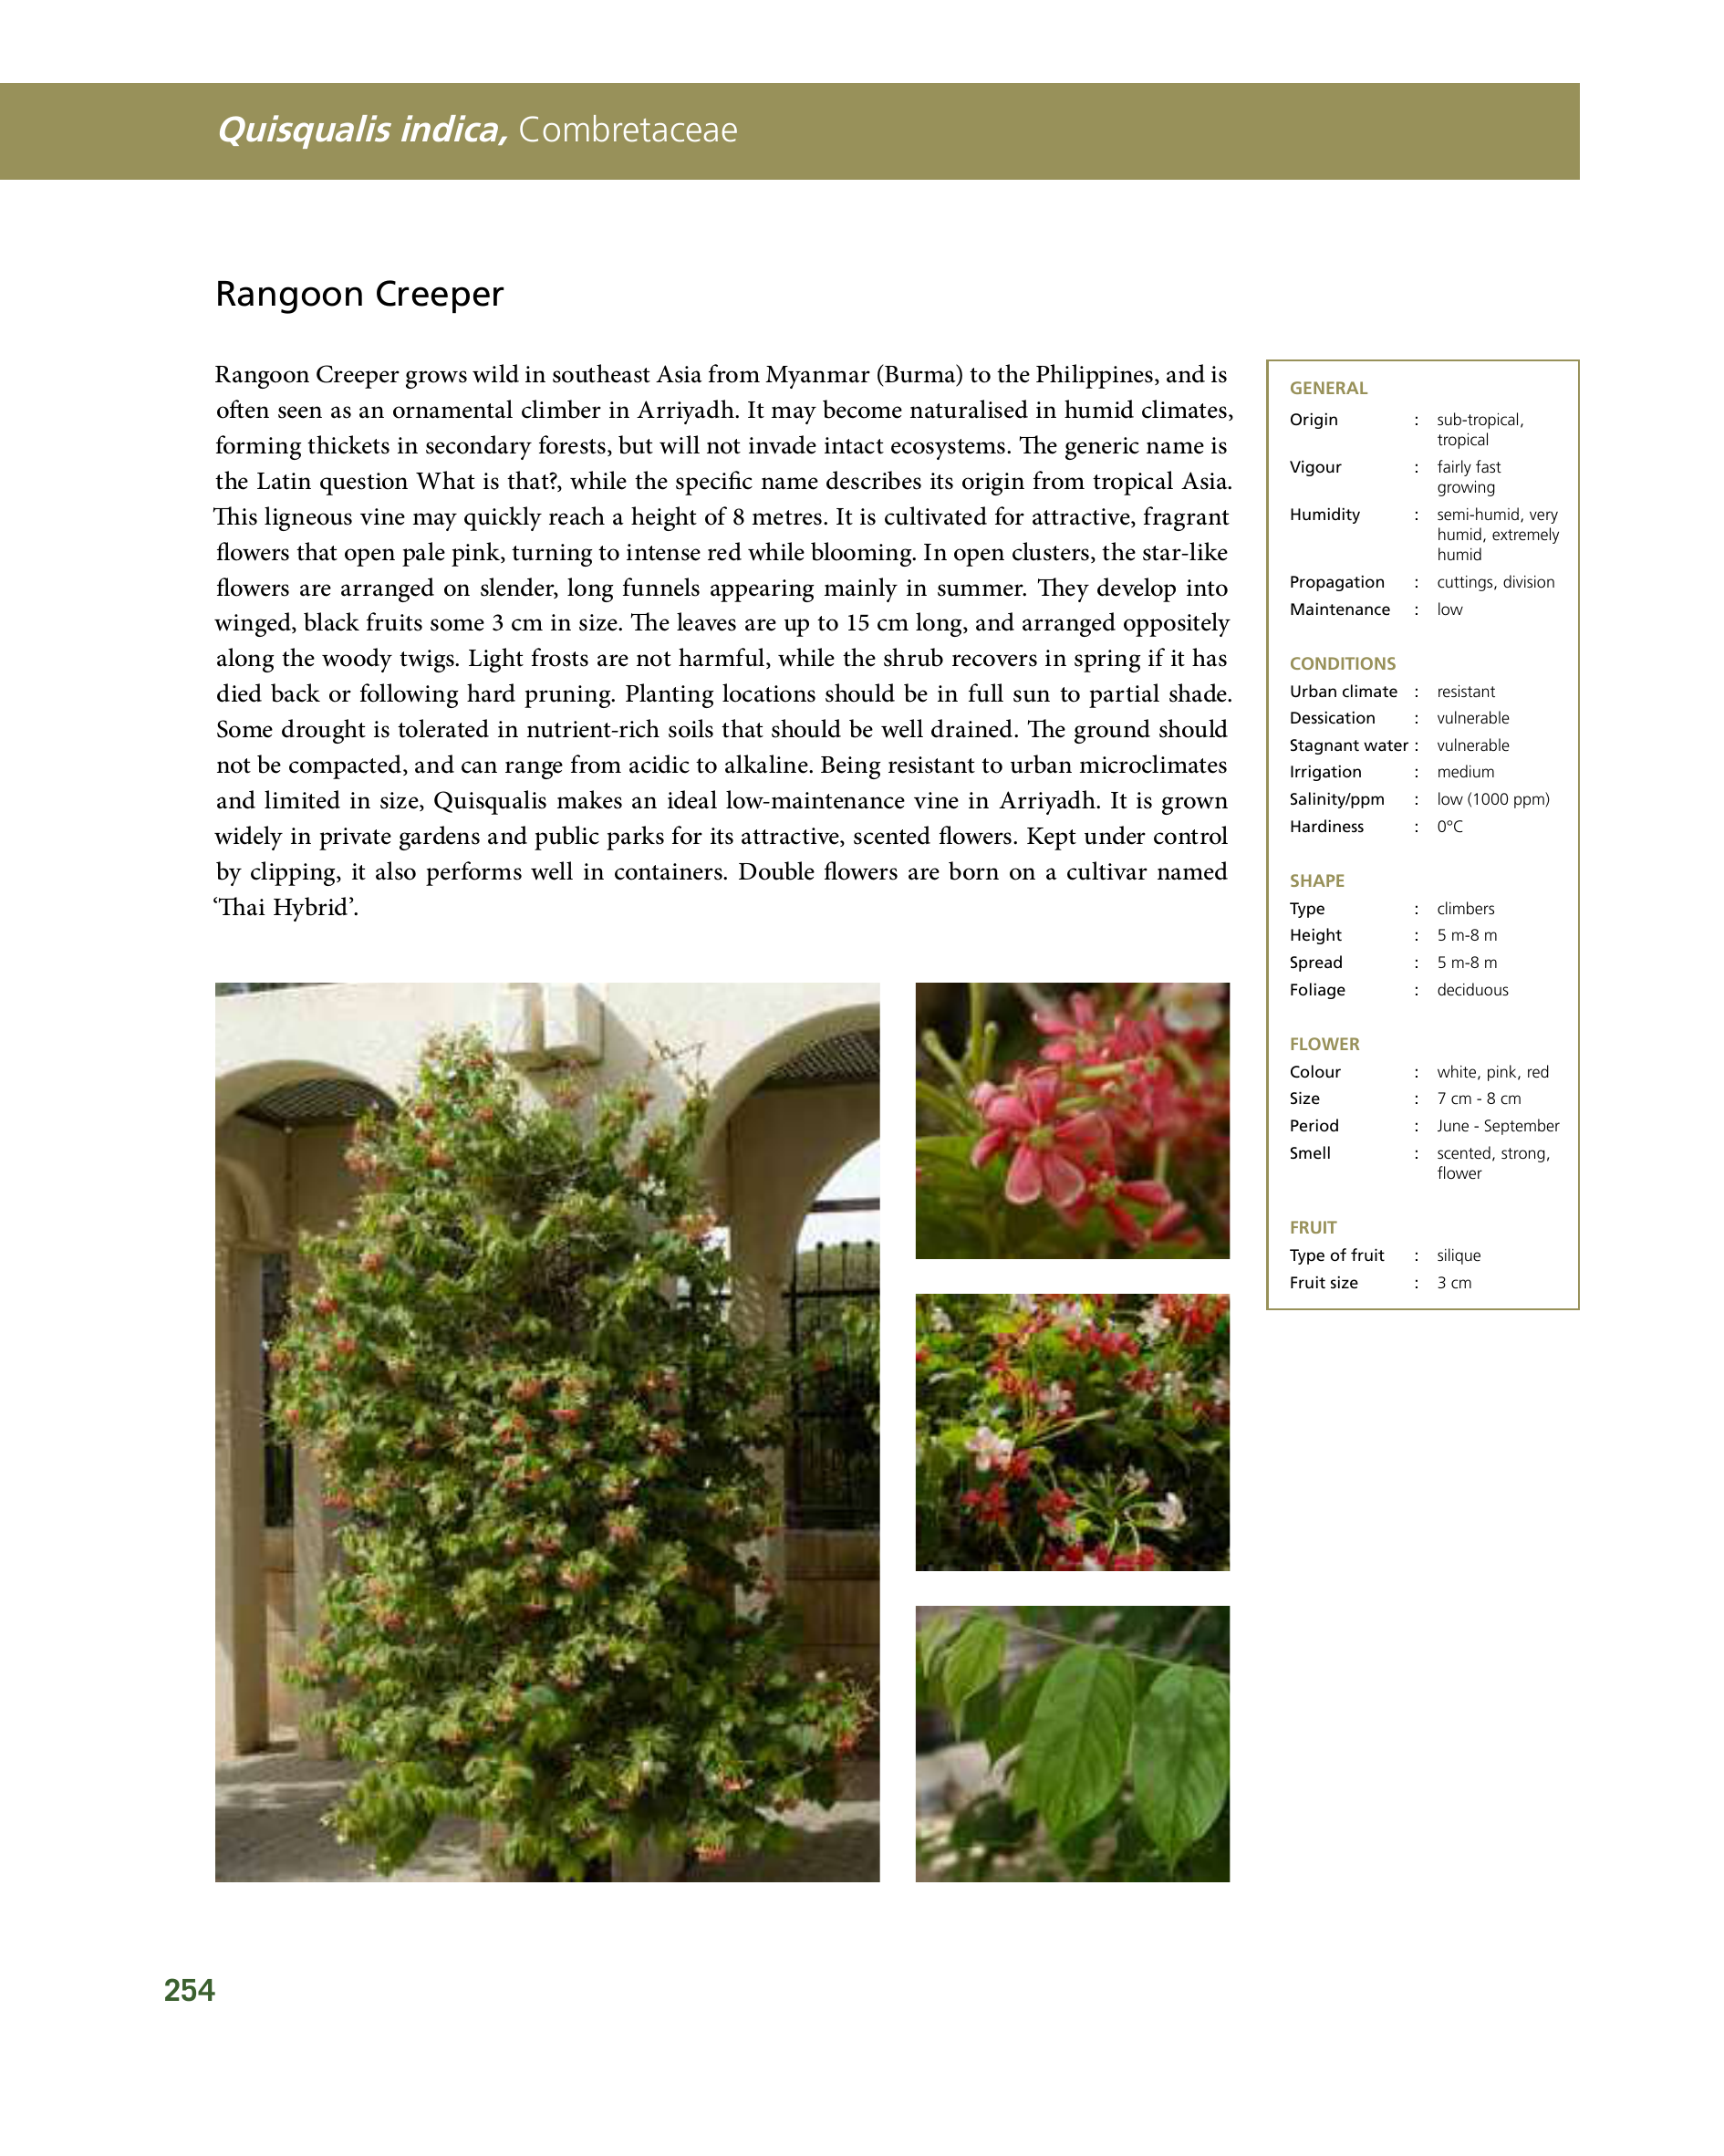 Quisqualis indica, Combretaceae
Rangoon Creeper
Rangoon Creeper grows wild in southeast Asia from Myanmar (Burma) to the Philippines, and is
often seen as an ornamental climber in Arriyadh. It may become naturalised in humid climates,
forming thickets in secondary forests, but will not invade intact ecosystems. The generic name is
the Latin question What is that?, while the specific name describes its origin from tropical Asia.
This ligneous vine may quickly reach a height of 8 metres. It is cultivated for attractive, fragrant
flowers that open pale pink, turning to intense red while blooming. In open clusters, the star-like
flowers are arranged on slender, long funnels appearing mainly in summer. They develop into
winged, black fruits some 3 cm in size. The leaves are up to 15 cm long, and arranged oppositely
along the woody twigs. Light frosts are not harmful, while the shrub recovers in spring if it has
died back or following hard pruning. Planting locations should be in full sun to partial shade.
Some drought is tolerated in nutrient-rich soils that should be well drained. The ground should
not be compacted, and can range from acidic to alkaline. Being resistant to urban microclimates
and limited in size, Quisqualis makes an ideal low-maintenance vine in Arriyadh. It is grown
widely in private gardens and public parks for its attractive, scented flowers. Kept under control
by clipping, it also performs well in containers. Double flowers are born on a cultivar named
‘Thai Hybrid’.
GENERAL
Origin : sub-tropical,
tropical
Vigour : fairly fast
growing
Humidity : semi-humid, very
humid, extremely
humid
Propagation : cuttings, division
Maintenance : low
CONDITIONS
Urban climate : resistant
Dessication : vulnerable
Stagnant water : vulnerable
Irrigation : medium
Salinity/ppm : low (1000 ppm)
Hardiness : 0°C
SHAPE
Type : climbers
Height : 5 m-8 m
Spread : 5 m-8 m
Foliage : deciduous
FLOWER
Colour : white, pink, red
Size : 7 cm - 8 cm
Period : June - September
Smell : scented, strong,
flower
FRUIT
Type of fruit : silique
Fruit size : 3 cm
254